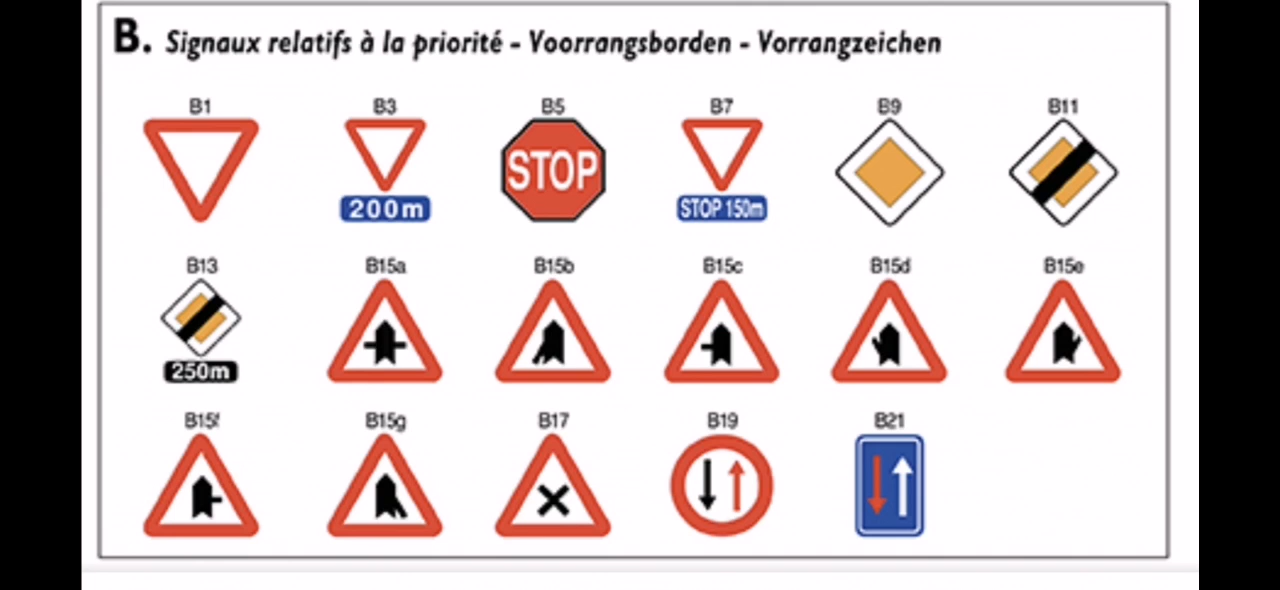 B. Signaux relatifs à la priorité - Voorrangsborden - Vorrangzeichen
B1 B3 B5 B7 B9 B11
STOP
200m STOP 150m
B13 B15a B15b B15c B15d B15e
250m
B15f B15g B17 B19 B21